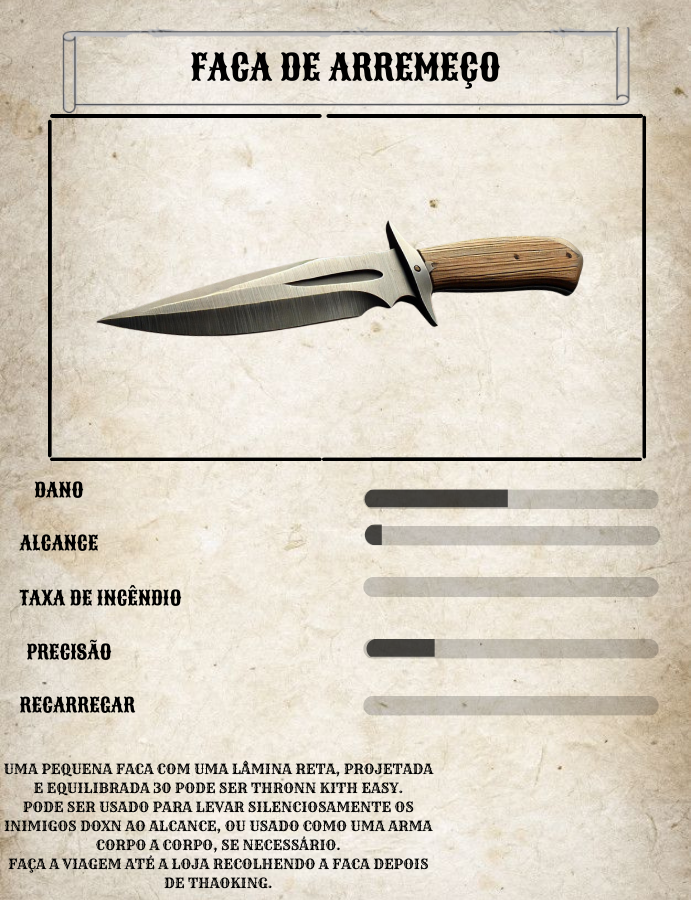 FACA DE ARREMEÇO
DANO
ALCANCE
TAXA DE INCÊNDIO
PRECISÃO
RECARREGAR
UMA PEQUENA FACA COM UMA LÂMINA RETA, PROJETADA
E EQUILIBRADA 30 PODE SER THRONN KITH EASY.
PODE SER USADO PARA LEVAR SILENCIOSAMENTE OS
INIMIGOS DOXN AO ALCANCE, OU USADO COMO UMA ARMA
CORPO A CORPO, SE NECESSÁRIO.
FAÇA A VIAGEM ATÉ A LOJA RECOLHENDO A FACA DEPOIS
DE THAOKING.